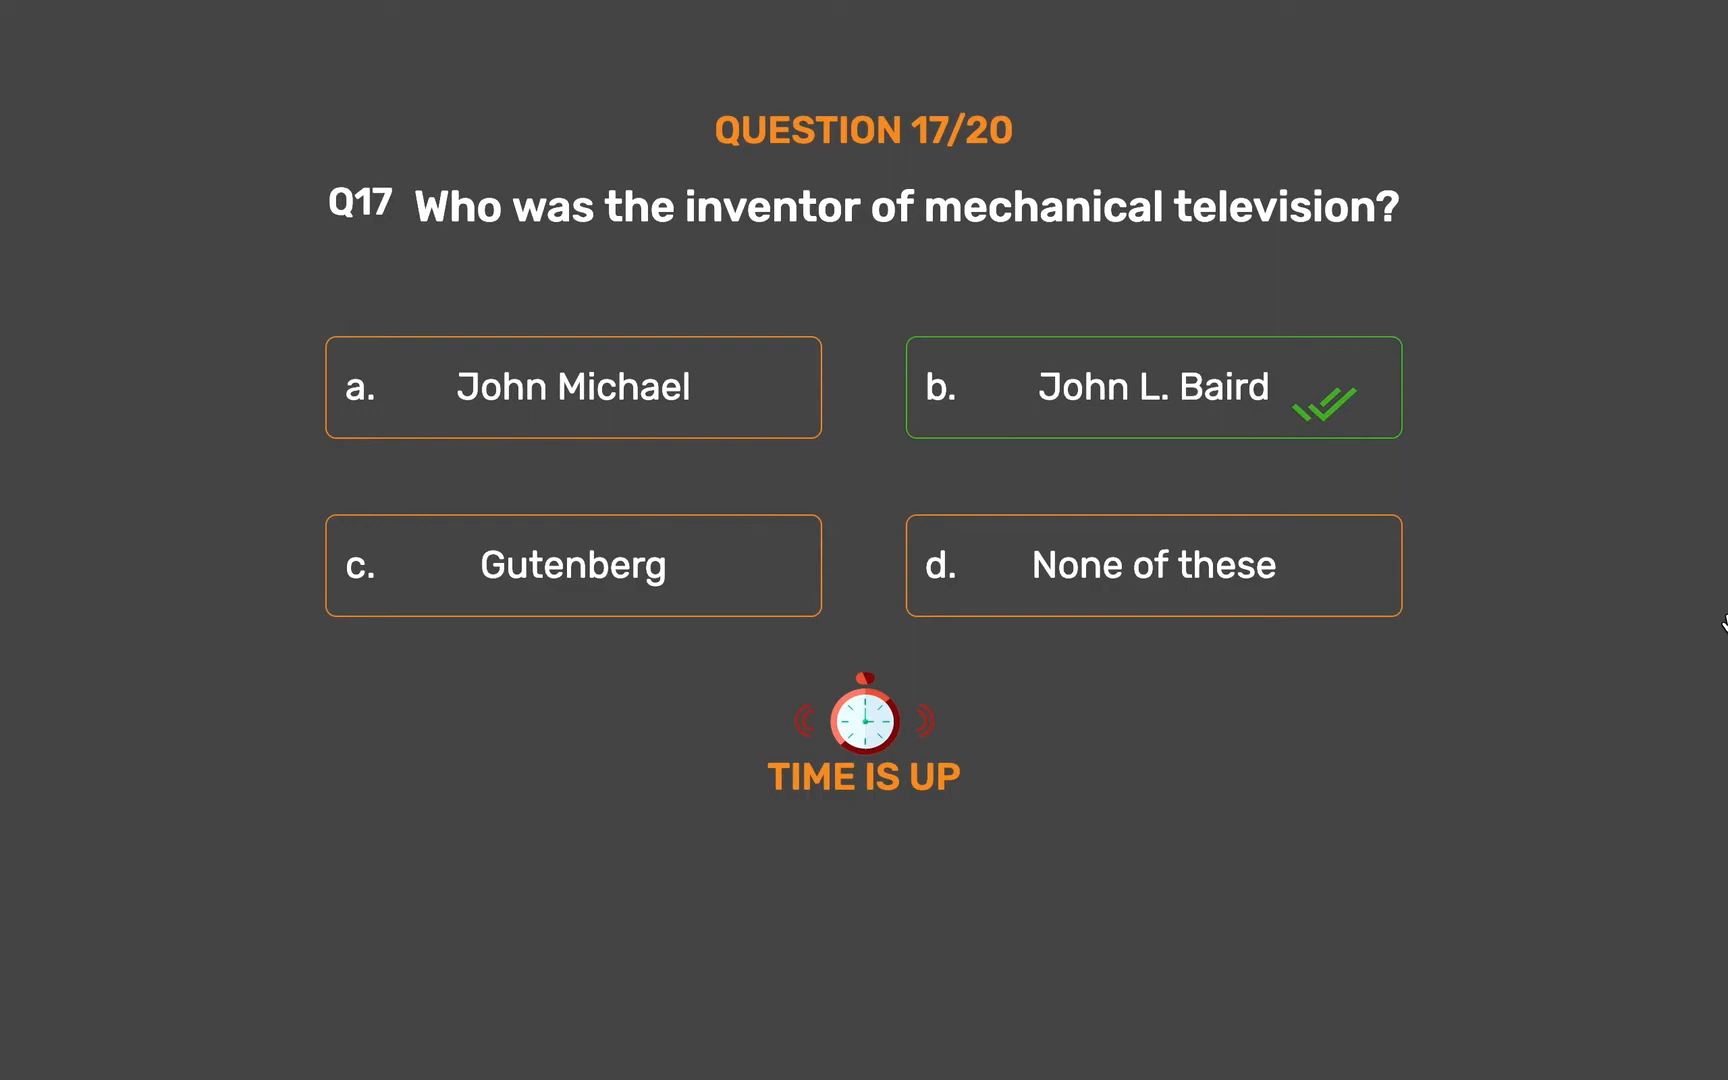 QUESTION 17/20
Q17 Who was the inventor of mechanical television?
a. John Michael
b. John L. Baird
c. Gutenberg
d. None of these
TIME IS UP